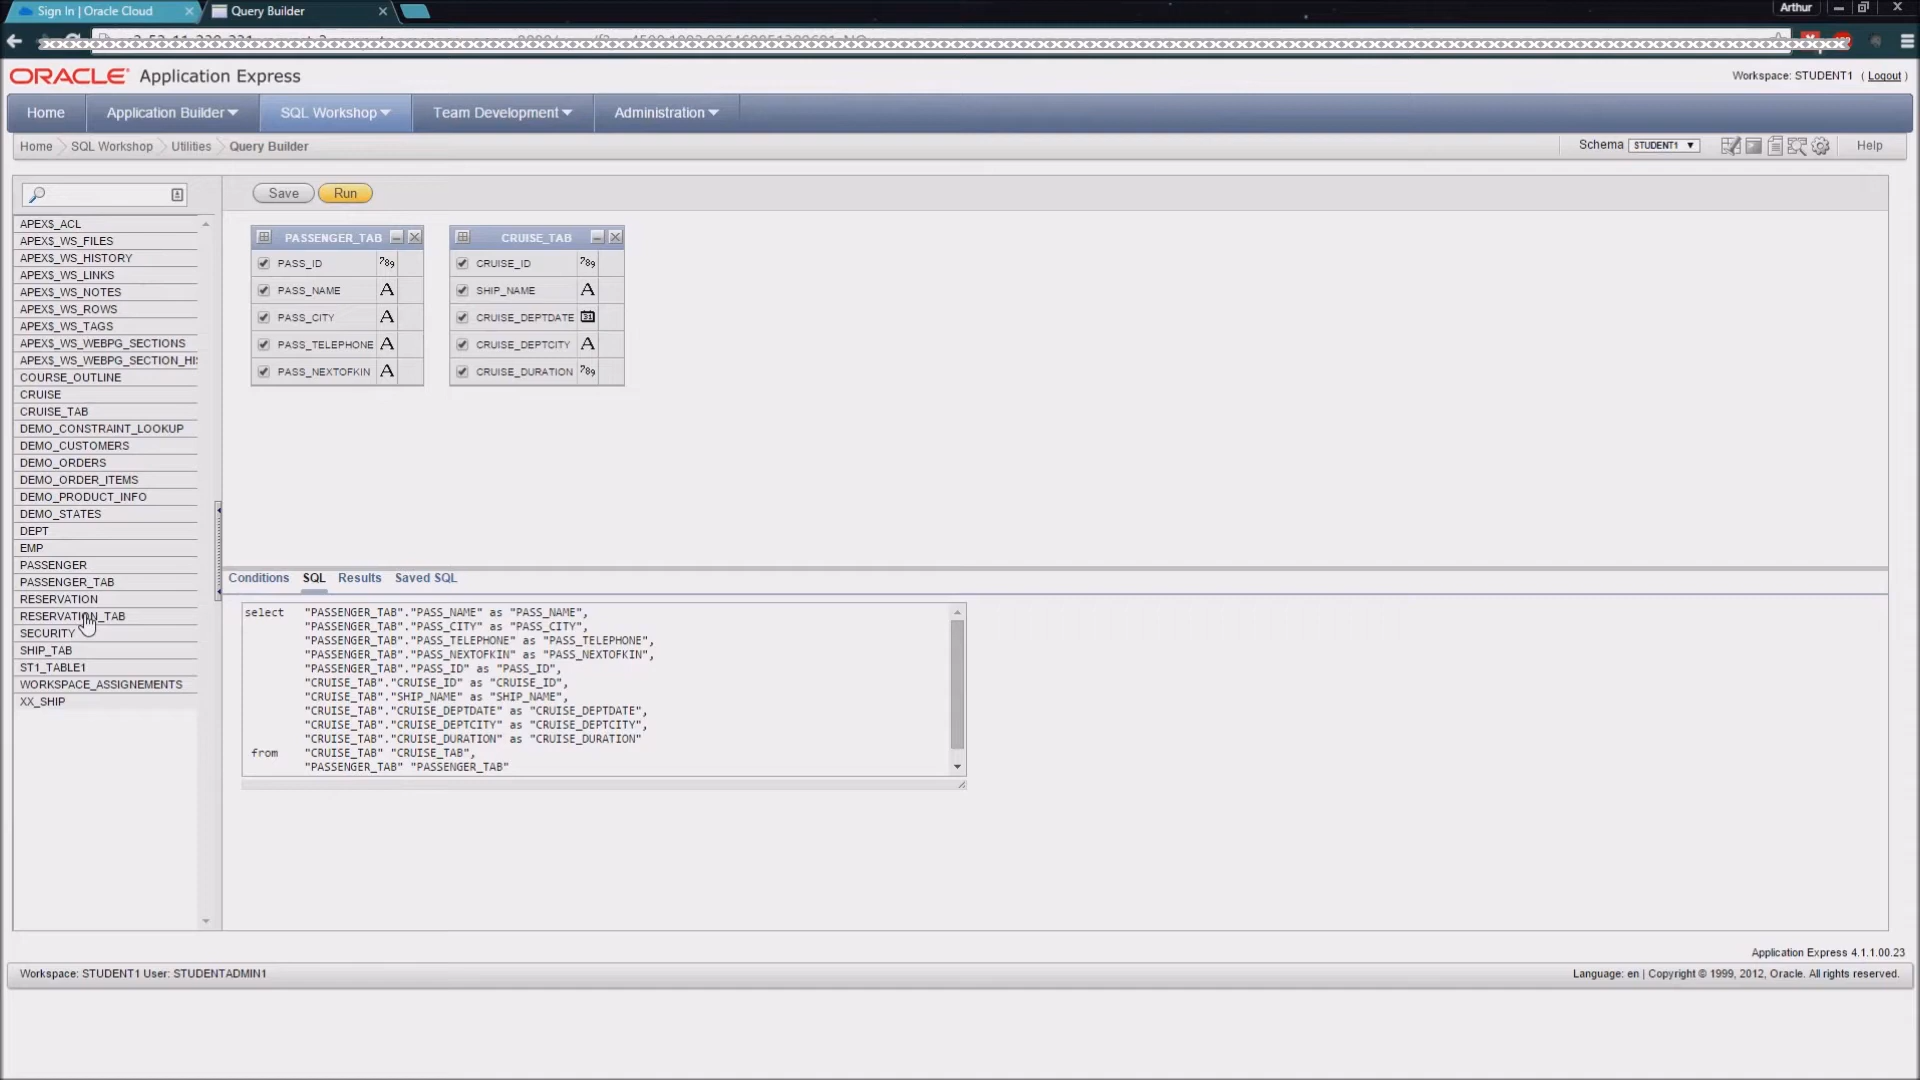 Sign In | Oracle Cloud
Query Builder
Arthur
ORACLE Application Express
Workspace: STUDENT1 ( Logout )
Home
Application Builder
SQL Workshop
Team Development
Administration
Home
SQL Workshop
Utilities
Query Builder
Schema
STUDENT1
Help
Save
Run
APEX$_ACL
APEX$_WS_FILES
APEX$_WS_HISTORY
APEX$_WS_LINKS
APEX$_WS_NOTES
APEX$_WS_ROWS
APEX$_WS_TAGS
APEX$_WS_WEBPG_SECTIONS
APEX$_WS_WEBPG_SECTION_HI
COURSE_OUTLINE
CRUISE
CRUISE_TAB
DEMO_CONSTRAINT_LOOKUP
DEMO_CUSTOMERS
DEMO_ORDERS
DEMO_ORDER_ITEMS
DEMO_PRODUCT_INFO
DEMO_STATES
DEPT
EMP
PASSENGER
PASSENGER_TAB
RESERVATION
RESERVATION_TAB
SECURITY
SHIP_TAB
ST1_TABLE1
WORKSPACE_ASSIGNEMENTS
XX_SHIP
PASSENGER_TAB
PASS_ID 789
PASS_NAME A
PASS_CITY A
PASS_TELEPHONE A
PASS_NEXTOFKIN A
CRUISE_TAB
CRUISE_ID 789
SHIP_NAME A
CRUISE_DEPTDATE 31
CRUISE_DEPTCITY A
CRUISE_DURATION 789
Conditions
SQL
Results
Saved SQL
select "PASSENGER_TAB"."PASS_NAME" as "PASS_NAME",
"PASSENGER_TAB"."PASS_CITY" as "PASS_CITY",
"PASSENGER_TAB"."PASS_TELEPHONE" as "PASS_TELEPHONE",
"PASSENGER_TAB"."PASS_NEXTOFKIN" as "PASS_NEXTOFKIN",
"PASSENGER_TAB"."PASS_ID" as "PASS_ID",
"CRUISE_TAB"."CRUISE_ID" as "CRUISE_ID",
"CRUISE_TAB"."SHIP_NAME" as "SHIP_NAME",
"CRUISE_TAB"."CRUISE_DEPTDATE" as "CRUISE_DEPTDATE",
"CRUISE_TAB"."CRUISE_DEPTCITY" as "CRUISE_DEPTCITY",
"CRUISE_TAB"."CRUISE_DURATION" as "CRUISE_DURATION"
from "CRUISE_TAB" "CRUISE_TAB",
"PASSENGER_TAB" "PASSENGER_TAB"
Application Express 4.1.1.00.23
Workspace: STUDENT1 User: STUDENTADMIN1
Language: en | Copyright © 1999, 2012, Oracle. All rights reserved.